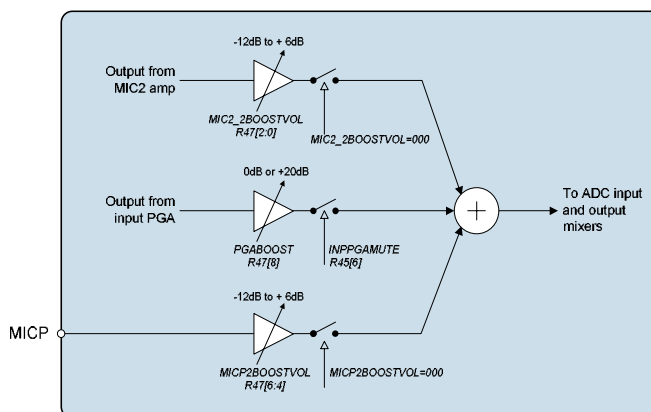 -12dB to + 6dB
Output from
MIC2 amp
MIC2_2BOOSTVOL
R47[2:0]
MIC2_2BOOSTVOL=000
0dB or +20dB
Output from
input PGA
PGABOOST
R47[8]
INPPGAMUTE
R45[6]
+
To ADC input
and output
mixers
-12dB to + 6dB
MICP
MICP2BOOSTVOL
R47[6:4]
MICP2BOOSTVOL=000